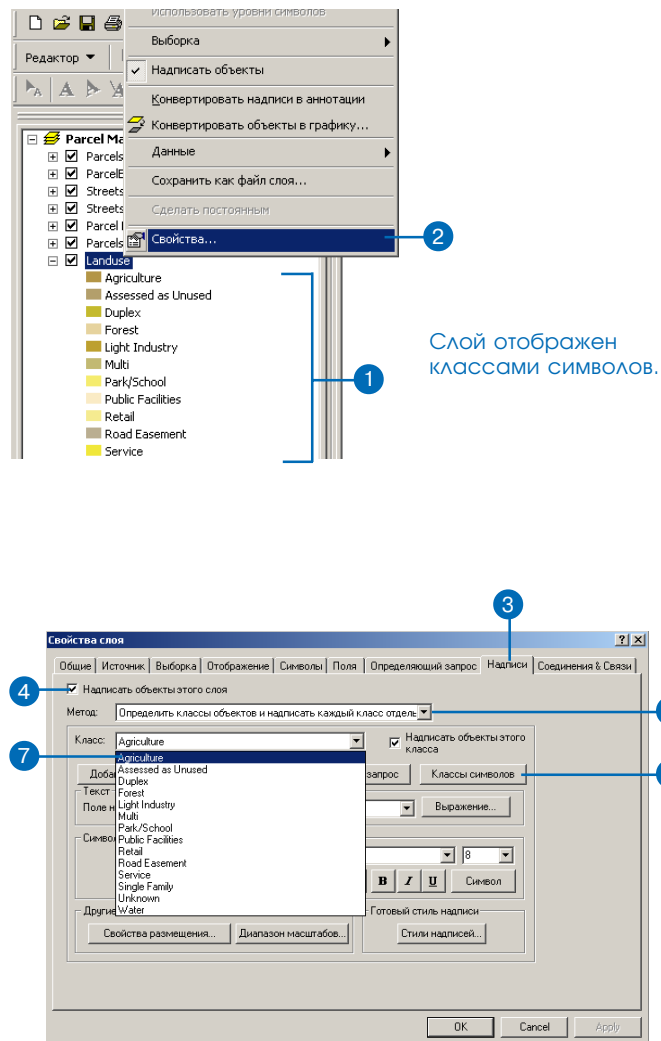 Использовать уровни символов
Выборка
Редактор
Надписать объекты
Конвертировать надписи в аннотации
Конвертировать объекты в графику...
Данные
Сохранить как файл слоя...
Сделать постоянным
Свойства...
2
Parcel Ma
Parcels
ParcelE
Streets
Streets
Parcel
Parcels
Landuse
Agriculture
Assessed as Unused
Duplex
Forest
Light Industry
Multi
Park/School
Public Facilities
Retail
Road Easement
Service
1
Слой отображен
классами символов.
3
Свойства слоя
Общие Источник Выборка Отображение Символы Поля Определяющий запрос Надписи Соединения & Связи
4 Надписать объекты этого слоя
Метод: Определить классы объектов и надписать каждый класс отдель
Класс: Agriculture
Надписать объекты этого
класса
7
Agriculture
Assessed as Unused
Duplex
Forest
Light Industry
Multi
Park/School
Public Facilities
Retail
Road Easement
Service
Single Family
Unknown
Water
Доба
запрос
Классы символов
Текст
Поле н
Выражение...
Симво
8
B I U Символ
Другие
Готовый стиль надписи
Свойства размещения... Диапазон масштабов... Стили надписей...
OK Cancel Apply